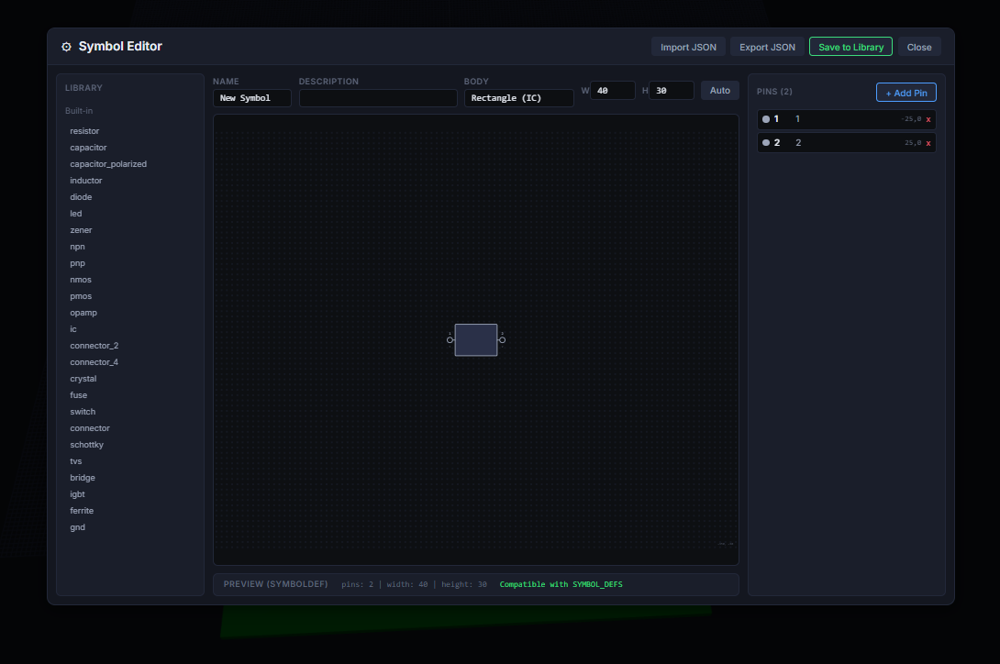 Symbol Editor
Import JSON
Export JSON
Save to Library
Close
LIBRARY
Built-in
resistor
capacitor
capacitor_polarized
inductor
diode
led
zener
npn
pnp
nmos
pmos
opamp
ic
connector_2
connector_4
crystal
fuse
switch
connector
schottky
tvs
bridge
igbt
ferrite
gnd
NAME
DESCRIPTION
BODY
New Symbol
Rectangle (IC)
W 40
H 30
Auto
PREVIEW (SYMBOLDEF) pins: 2 | width: 40 | height: 30 Compatible with SYMBOL_DEFS
PINS (2)
+ Add Pin
1 1 -25,0 x
2 2 25,0 x